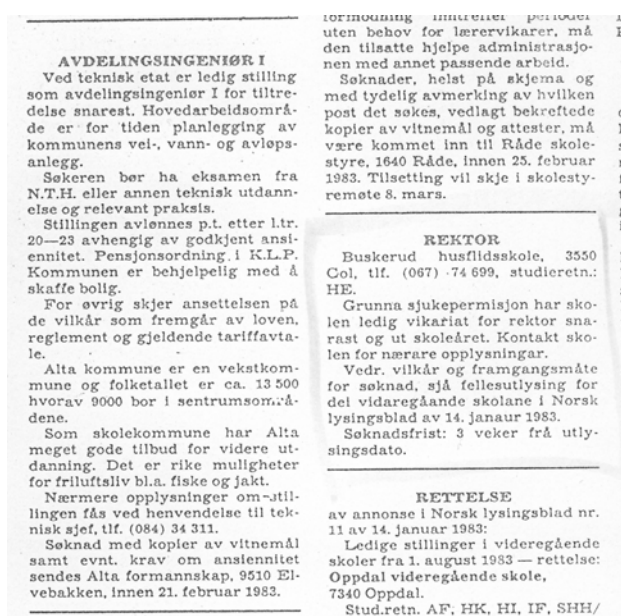 AVDELINGSINGENIØR I
Ved teknisk etat er ledig stilling
som avdelingsingeniør I for tiltre-
delse snarest. Hovedarbeidsområ-
de er for tiden planlegging av
kommunens vei-, vann- og avløps-
anlegg.
Søkeren bør ha eksamen fra
N.T.H. eller annen teknisk utdann-
else og relevant praksis.
Stillingen avlønnes p.t. etter l.tr.
20—23 avhengig av godkjent ansi-
ennitet. Pensjonsordning i K.L.P.
Kommunen er behjelpelig med å
skaffe bolig.
For øvrig skjer ansettelsen på
de vilkår som fremgår av loven,
reglement og gjeldende tariffavta-
le.
Alta kommune er en vekstkom-
mune og folketallet er ca. 13 500
hvorav 9000 bor i sentrumsområ-
dene.
Som skolekommune har Alta
meget gode tilbud for videre ut-
danning. Det er rike muligheter
for friluftsliv bl.a. fiske og jakt.
Nærmere opplysninger om stil-
lingen fås ved henvendelse til tek-
nisk sjef, tlf. (084) 34 311.
Søknad med kopier av vitnemål
samt evnt. krav om ansiennitet
sendes Alta formannskap, 9510 El-
vebakken, innen 21. februar 1983.
formodning inntreffer perioder
uten behov for lærervikarer, må
den tilsatte hjelpe administrasjo-
nen med annet passende arbeid.
Søknader, helst på skjema og
med tydelig avmerking av hvilken
post det søkes, vedlagt bekreftede
kopier av vitnemål og attester, må
være kommet inn til Råde skole-
styre, 1640 Råde, innen 25. februar
1983. Tilsetting vil skje i skolesty-
remøte 8. mars.
REKTOR
Buskerud husflidsskole, 3550
Gol, tlf. (067) 74 699, studieretn.:
HE.
Grunna sjukepermisjon har sko-
len ledig vikariat for rektor sna-
rast og ut skoleåret. Kontakt sko-
len for nærare opplysningar.
Vedr. vilkår og framgangsmåte
for søknad, sjå fellesutlysing for
dei vidaregåande skolane i Norsk
lysingsblad av 14. janaur 1983.
Søknadsfrist: 3 veker frå utly-
singsdato.
RETTELSE
av annonse i Norsk lysingsblad nr.
11 av 14. januar 1983:
Ledige stillinger i videregående
skoler fra 1. august 1983 — rettelse:
Oppdal videregående skole,
7340 Oppdal.
Stud.retn. AF, HK, HI, IF, SHH/